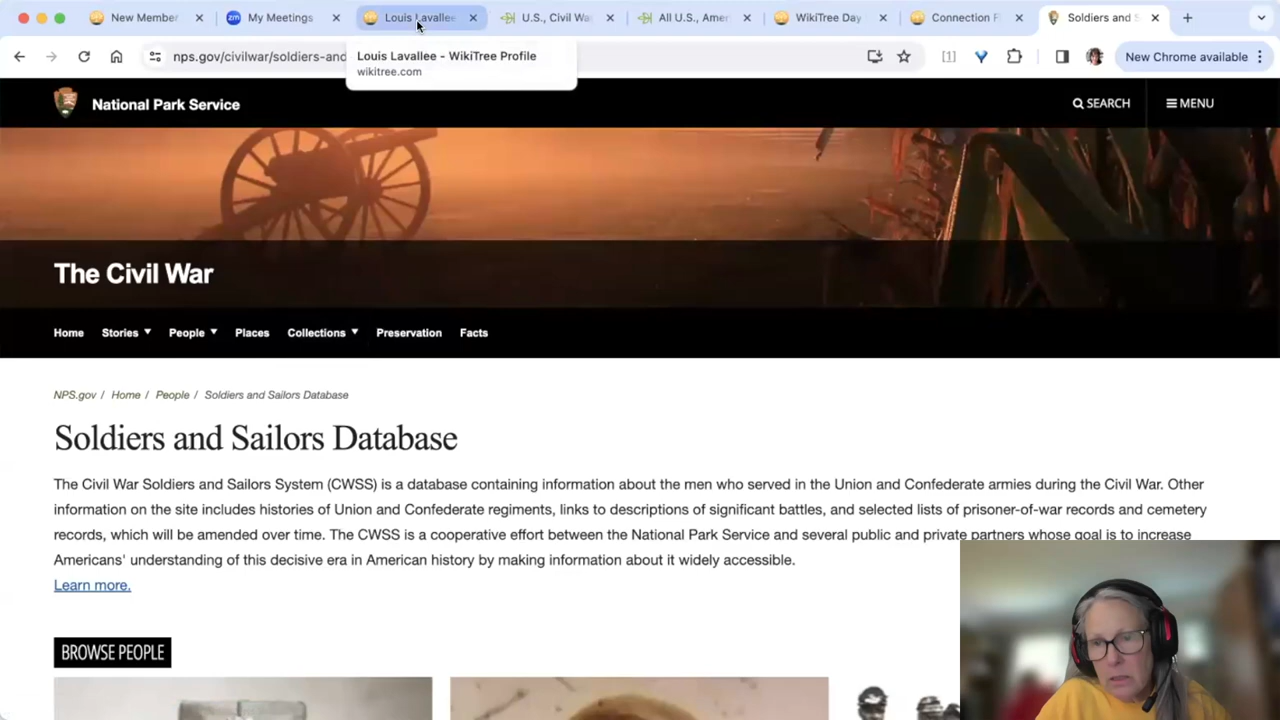 New Member
My Meetings
Louis Lavallee
U.S., Civil Wa
All U.S., Amer
WikiTree Day
Connection F
Soldiers and S
nps.gov/civilwar/soldiers-and
[1]
New Chrome available
Louis Lavallee - WikiTree Profile
wikitree.com
National Park Service
SEARCH
MENU
The Civil War
Home Stories People Places Collections Preservation Facts
NPS.gov / Home / People / Soldiers and Sailors Database
Soldiers and Sailors Database
The Civil War Soldiers and Sailors System (CWSS) is a database containing information about the men who served in the Union and Confederate armies during the Civil War. Other
information on the site includes histories of Union and Confederate regiments, links to descriptions of significant battles, and selected lists of prisoner-of-war records and cemetery
records, which will be amended over time. The CWSS is a cooperative effort between the National Park Service and several public and private partners whose goal is to increase
Americans' understanding of this decisive era in American history by making information about it widely accessible.
Learn more.
BROWSE PEOPLE